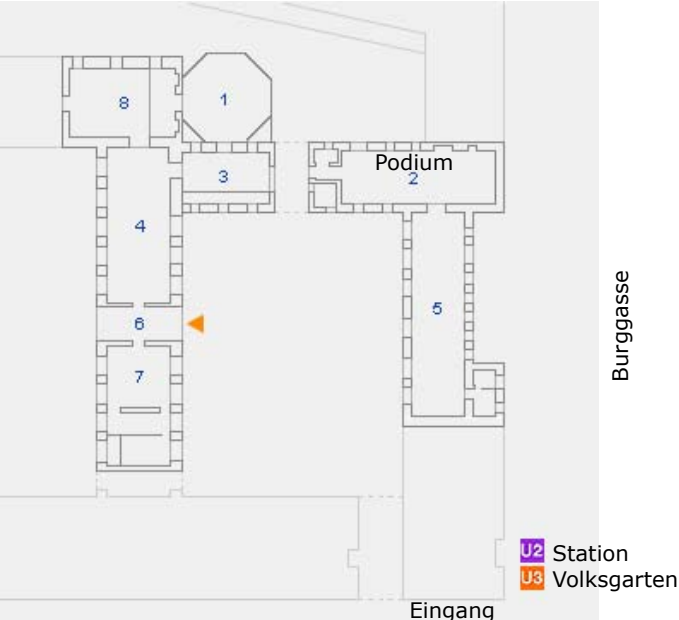 8
1
Podium
3
2
4
5
6
7
Burggasse
U2 Station
U3 Volksgarten
Eingang